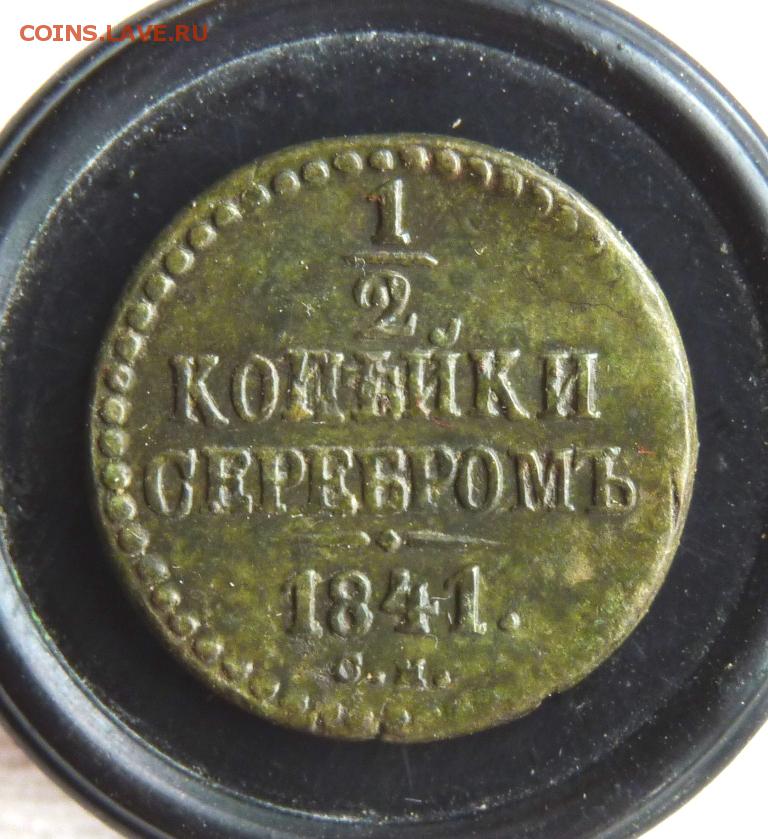 COINS.LAVE.RU
1
2
КОПѢЙКИ
СЕРЕБРОМЪ
1841.
С.М.